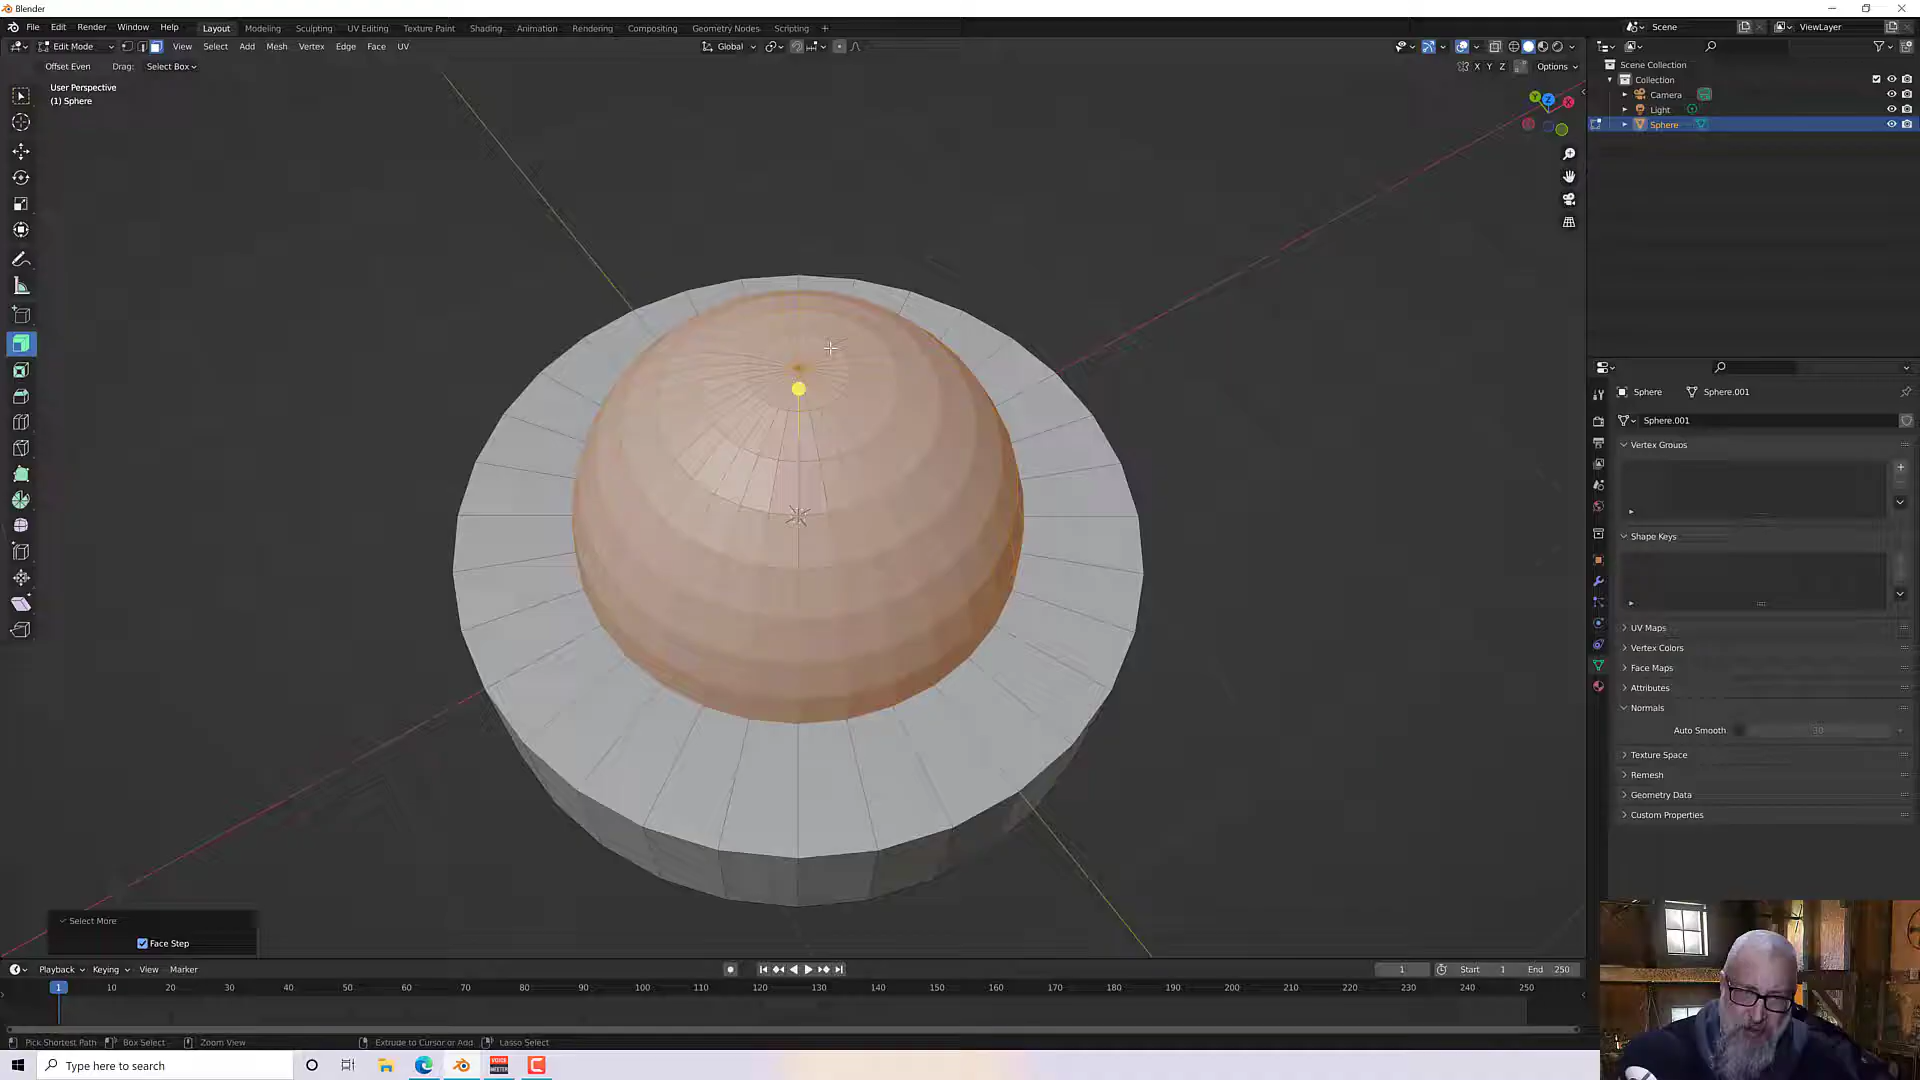 Blender
File Edit Render Window Help Layout Modeling Sculpting UV Editing Texture Paint Shading Animation Rendering Compositing Geometry Nodes Scripting + Scene ViewLayer
Edit Mode View Select Add Mesh Vertex Edge Face UV Global
Offset Even Drag: Select Box X Y Z Options
User Perspective
(1) Sphere
Y Z X
Scene Collection
Collection
Camera
Light
Sphere
Sphere Sphere.001
Sphere.001
Vertex Groups
Shape Keys
UV Maps
Vertex Colors
Face Maps
Attributes
Normals
Auto Smooth
Texture Space
Remesh
Geometry Data
Custom Properties
Select More
Face Step
Playback Keying View Marker 1 Start 1 End 250
1 10 20 30 40 50 60 70 80 90 100 110 120 130 140 150 160 170 180 190 200 210 220 230 240 250
Pick Shortest Path Box Select Zoom View Extrude to Cursor or Add Lasso Select
Type here to search